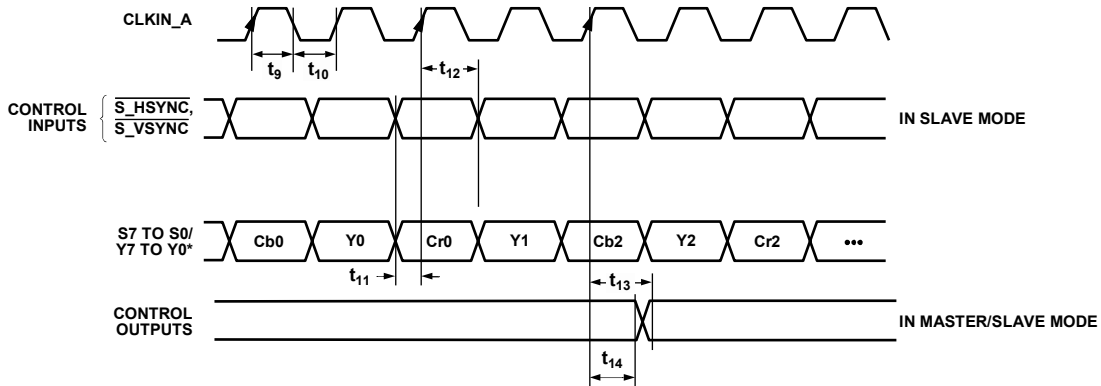 CLKIN_A
t9
t10
t12
CONTROL
INPUTS
S_HSYNC,
S_VSYNC
IN SLAVE MODE
S7 TO S0/
Y7 TO Y0*
Cb0
Y0
Cr0
Y1
Cb2
Y2
Cr2
•••
t11
t13
CONTROL
OUTPUTS
IN MASTER/SLAVE MODE
t14